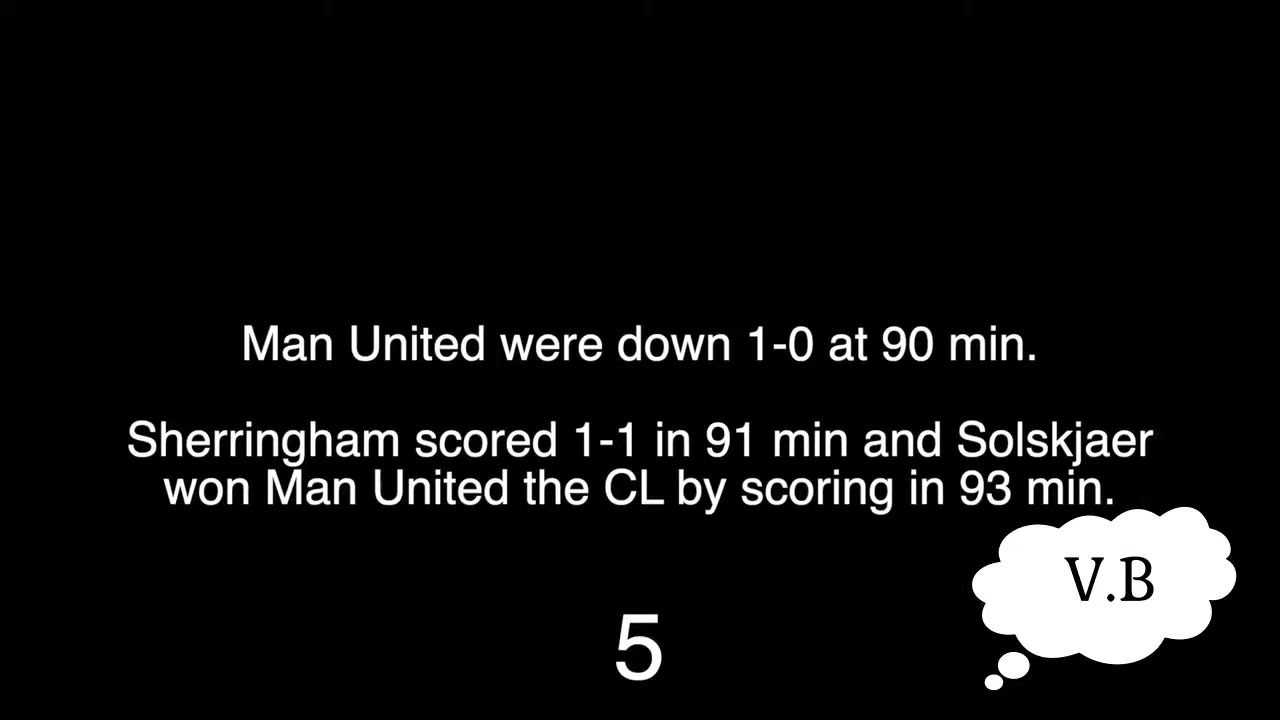 Man United were down 1-0 at 90 min.
Sherringham scored 1-1 in 91 min and Solskjaer
won Man United the CL by scoring in 93 min.
V.B
5